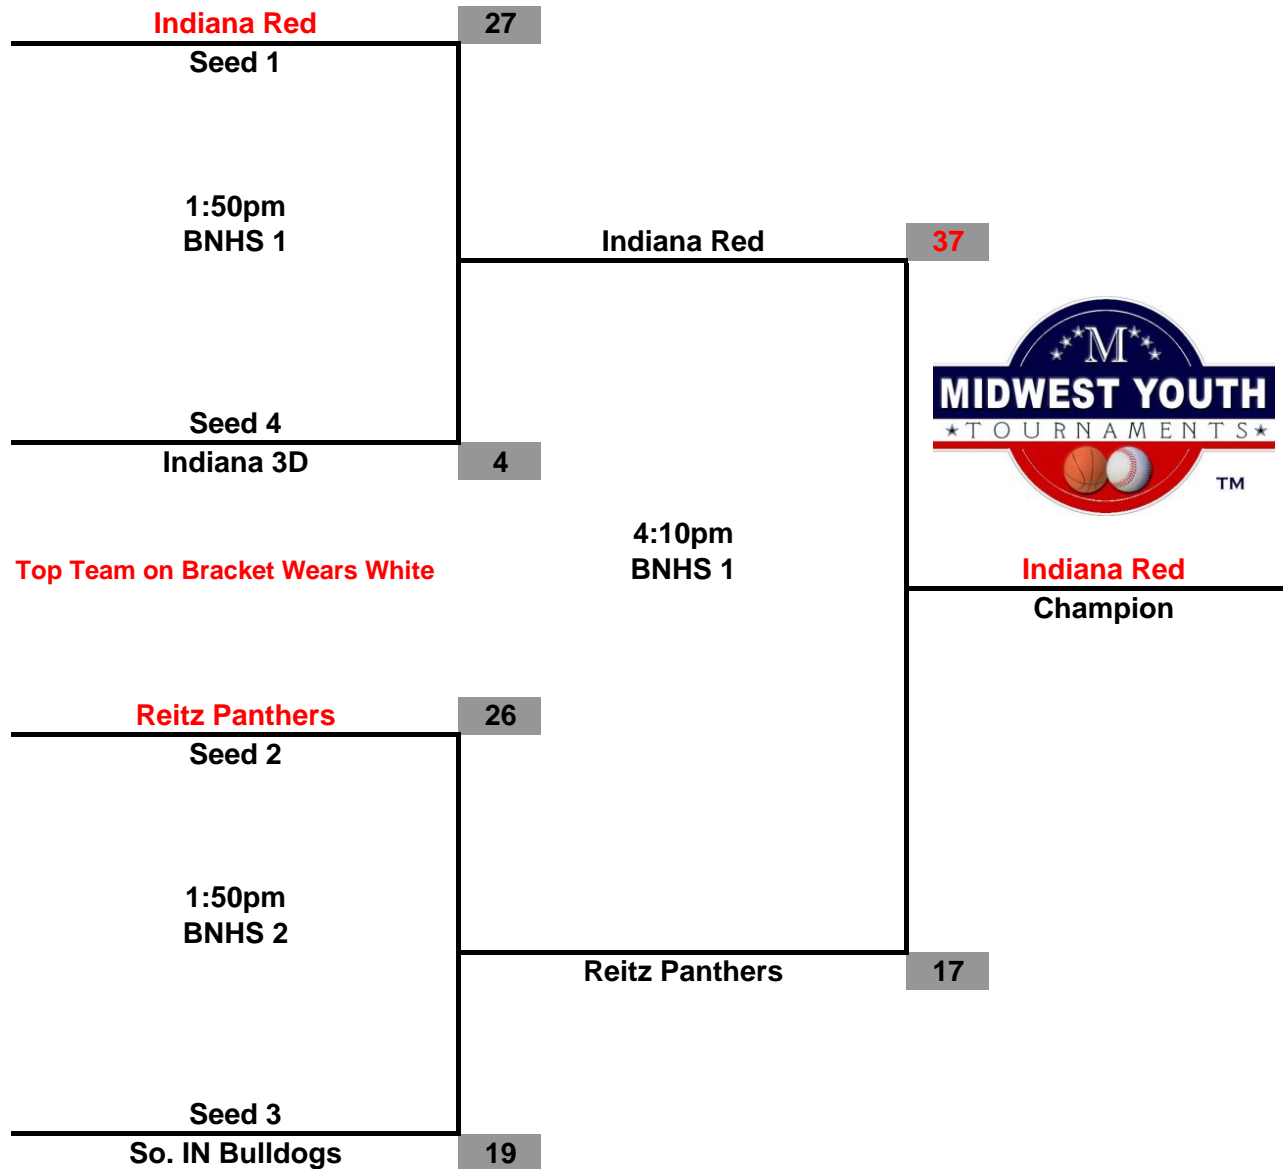 Indiana Red 27
Seed 1
1:50pm
BNHS 1
Indiana Red 37
M
MIDWEST YOUTH
TOURNAMENTS
TM
Seed 4
Indiana 3D 4
4:10pm
BNHS 1
Top Team on Bracket Wears White
Indiana Red
Champion
Reitz Panthers 26
Seed 2
1:50pm
BNHS 2
Reitz Panthers 17
Seed 3
So. IN Bulldogs 19